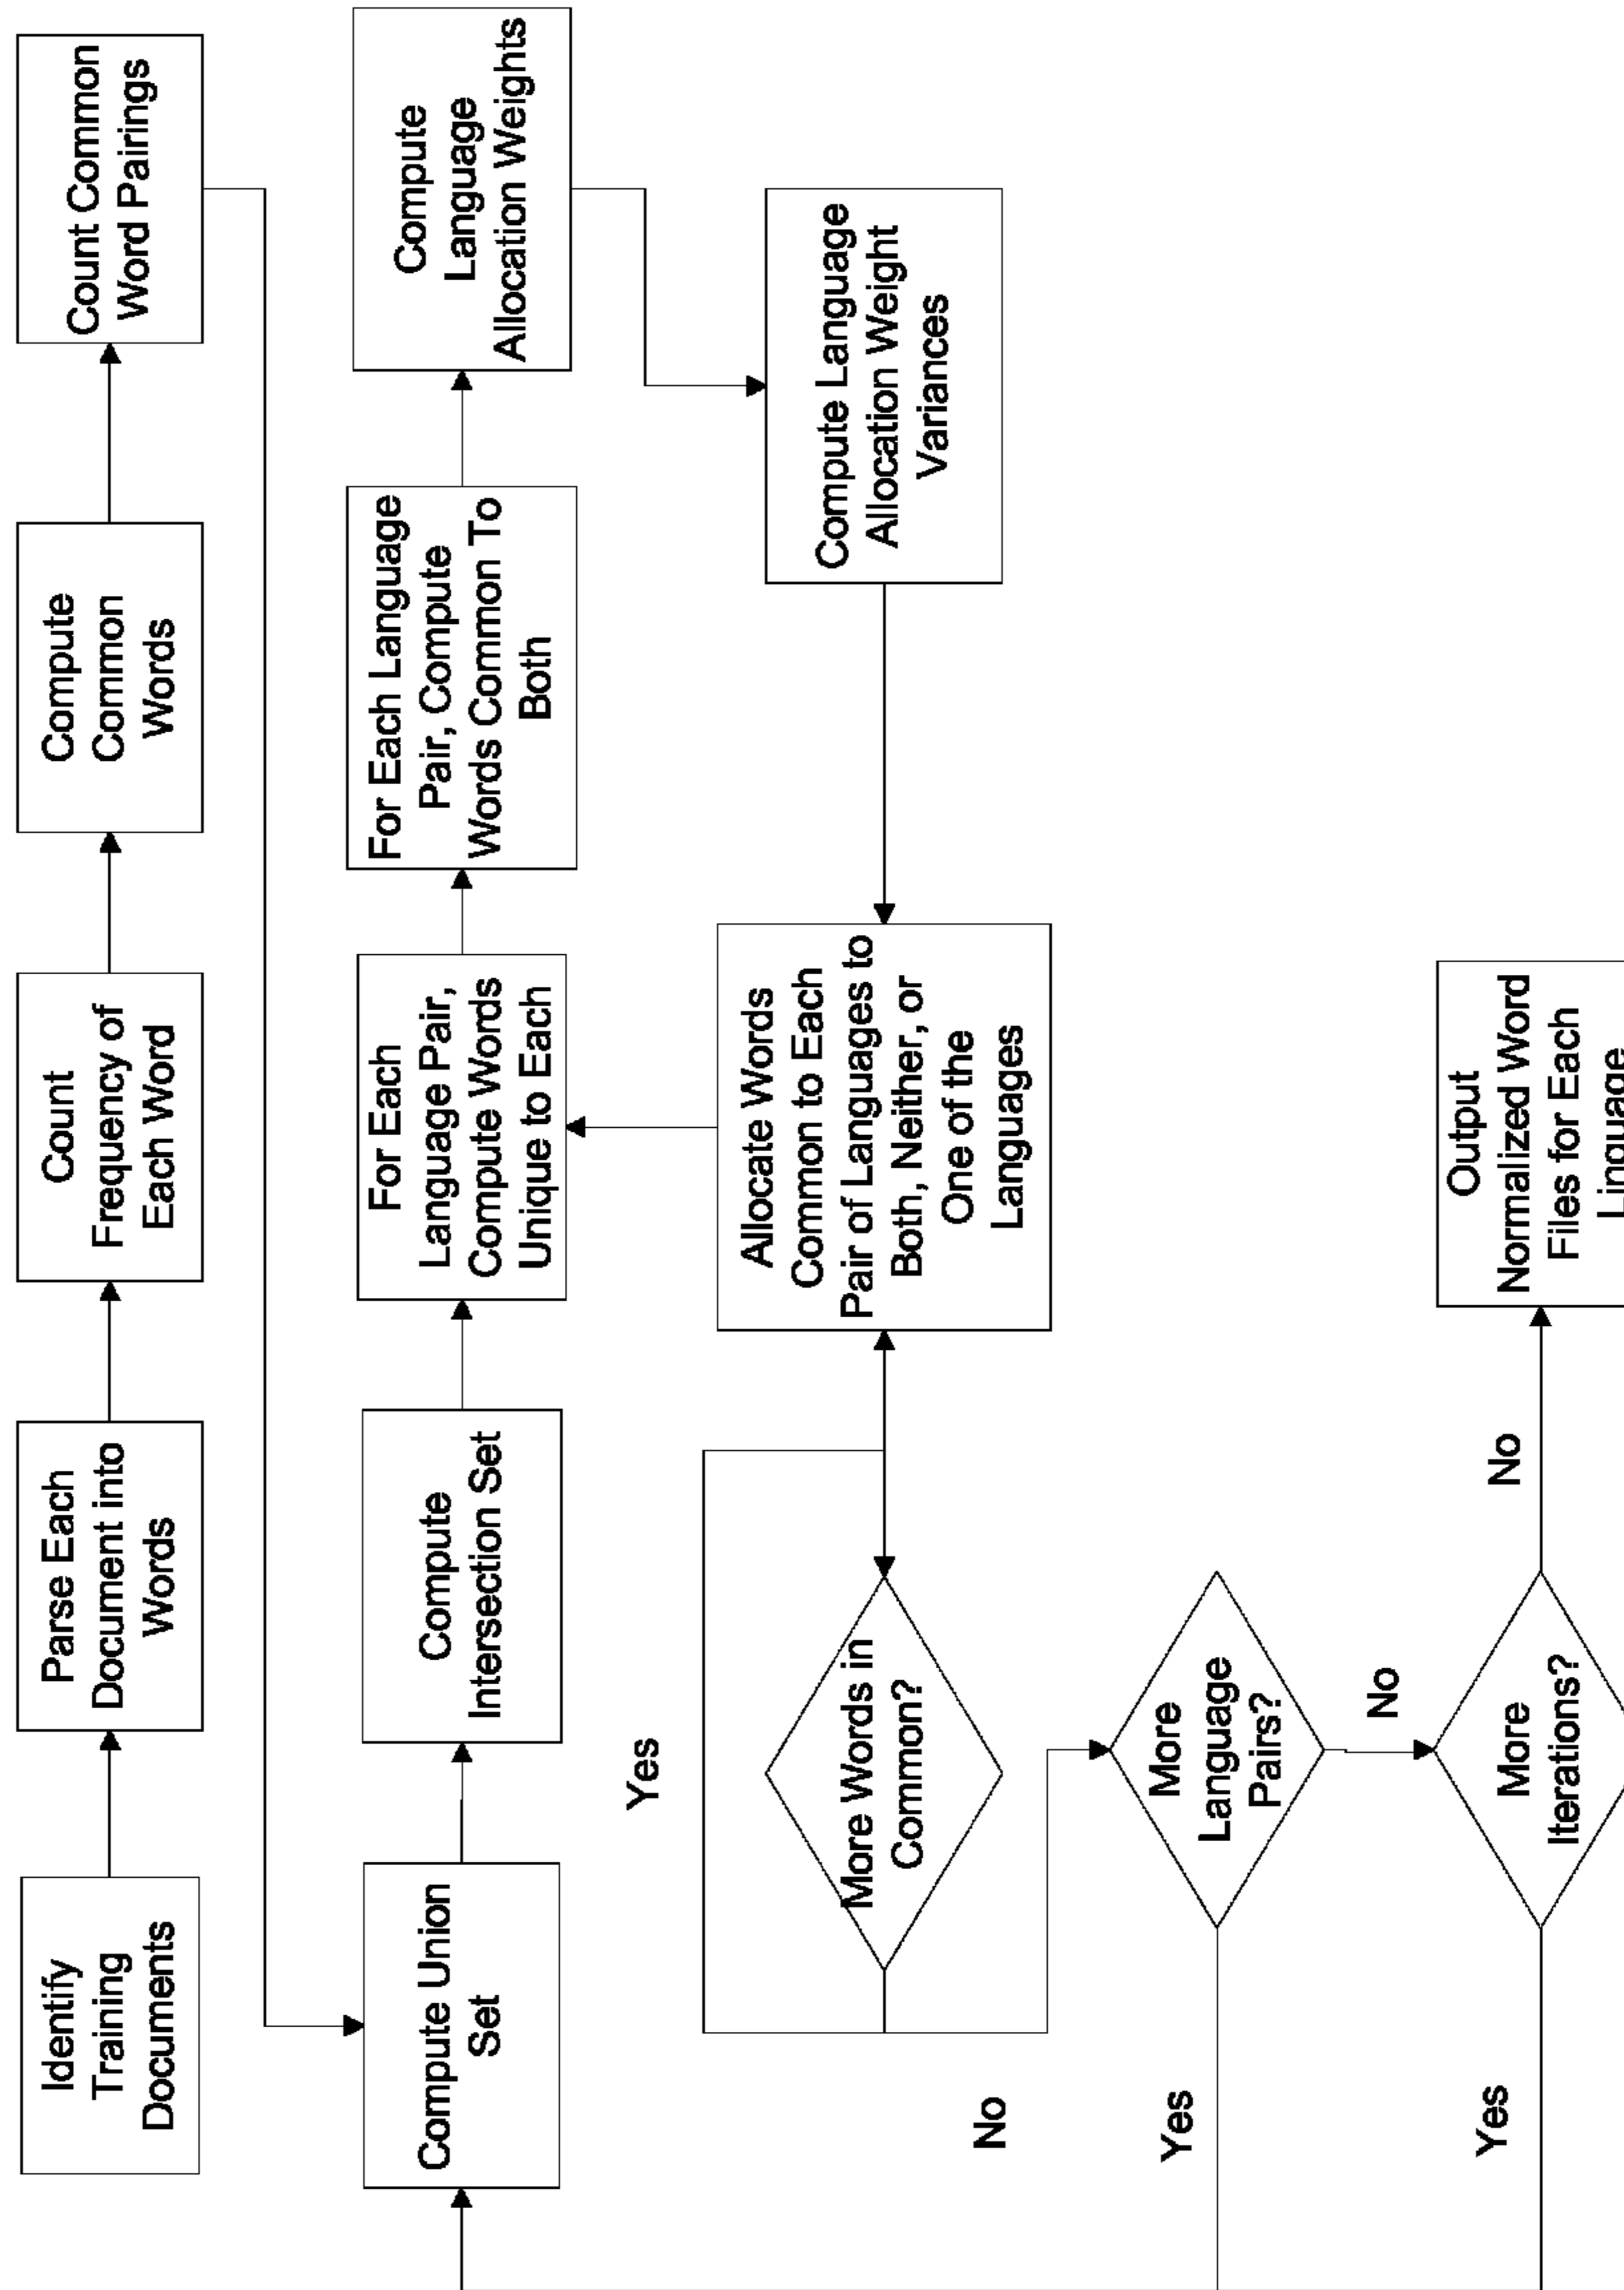 Identify
Training
Documents
Parse Each
Document into
Words
Count
Frequency of
Each Word
Compute
Common
Words
Count Common
Word Pairings
Compute Union
Set
Compute
Intersection Set
For Each
Language Pair,
Compute Words
Unique to Each
For Each Language
Pair, Compute
Words Common To
Both
Compute
Language
Allocation Weights
Yes
More Words in
Common?
Allocate Words
Common to Each
Pair of Languages to
Both, Neither, or
One of the
Languages
Compute Language
Allocation Weight
Variances
No
Yes
More
Language
Pairs?
No
Yes
More
Iterations?
No
Output
Normalized Word
Files for Each
Linguage